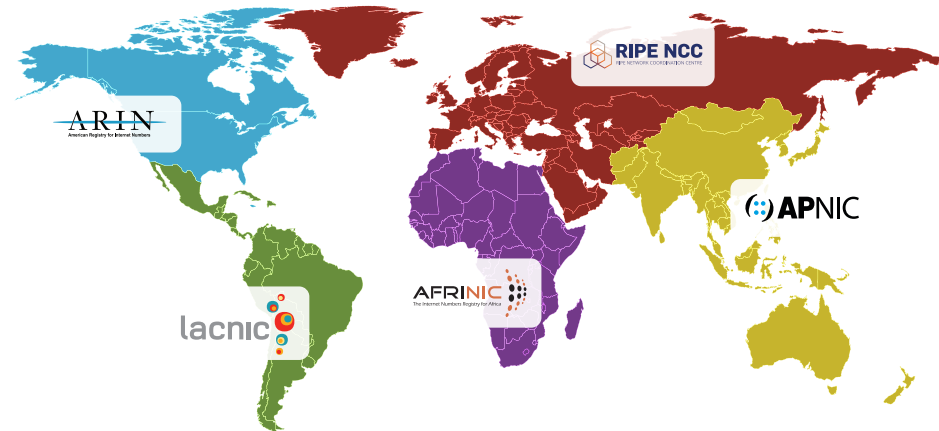 RIPE NCC
RIPE NETWORK COORDINATION CENTRE
ARIN
American Registry for Internet Numbers
APNIC
AFRINIC
The Internet Numbers Registry for Africa
lacnic